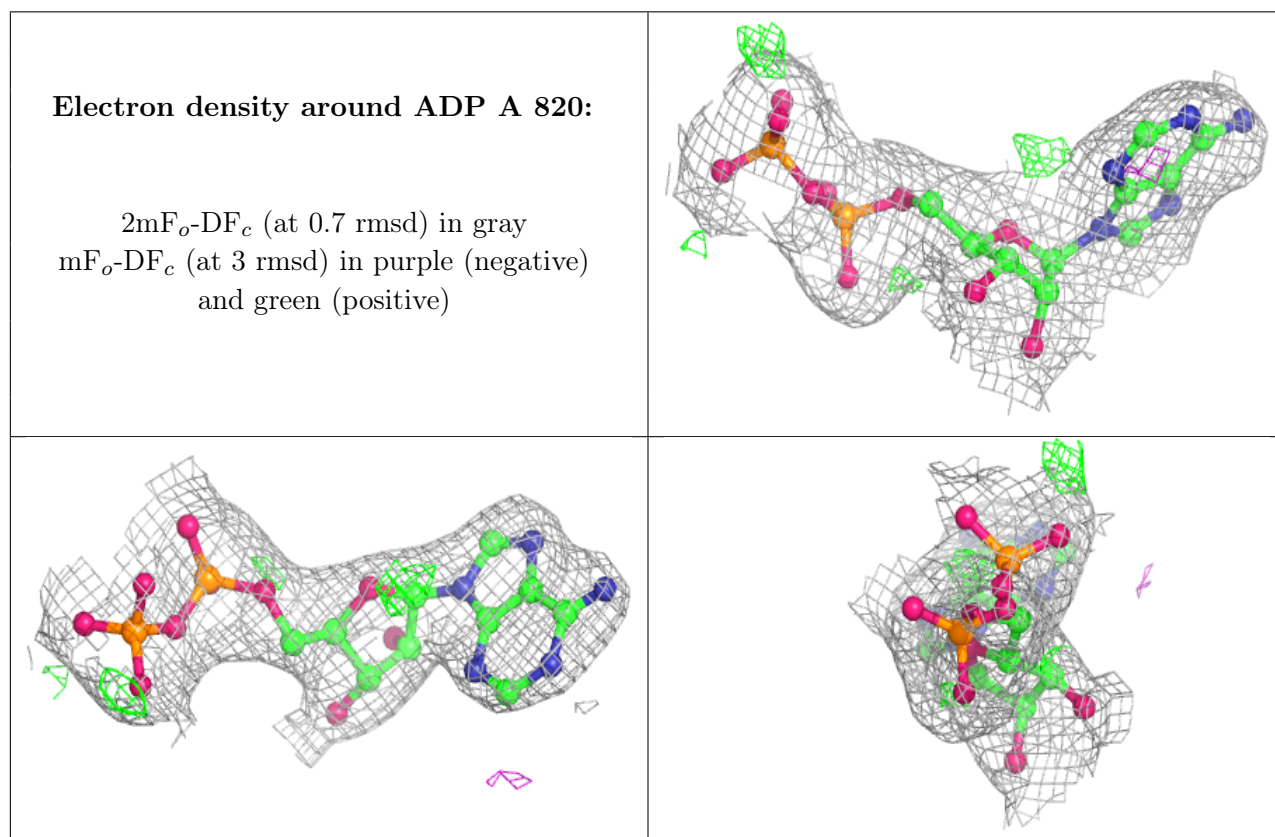 Electron density around ADP A 820:
2mFo-DFc (at 0.7 rmsd) in gray
mFo-DFc (at 3 rmsd) in purple (negative)
and green (positive)